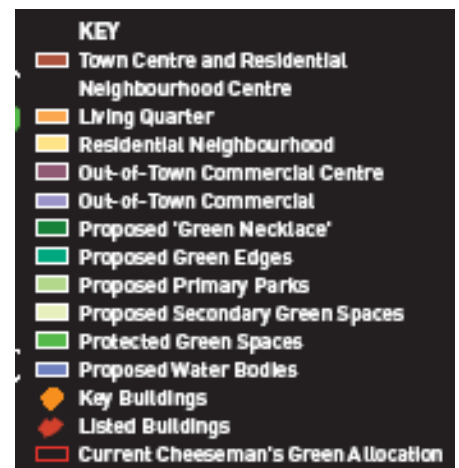 KEY
Town Centre and Residential
Neighbourhood Centre
Living Quarter
Residential Neighbourhood
Out-of-Town Commercial Centre
Out-of-Town Commercial
Proposed 'Green Necklace'
Proposed Green Edges
Proposed Primary Parks
Proposed Secondary Green Spaces
Protected Green Spaces
Proposed Water Bodies
Key Buildings
Listed Buildings
Current Cheeseman's Green Allocation